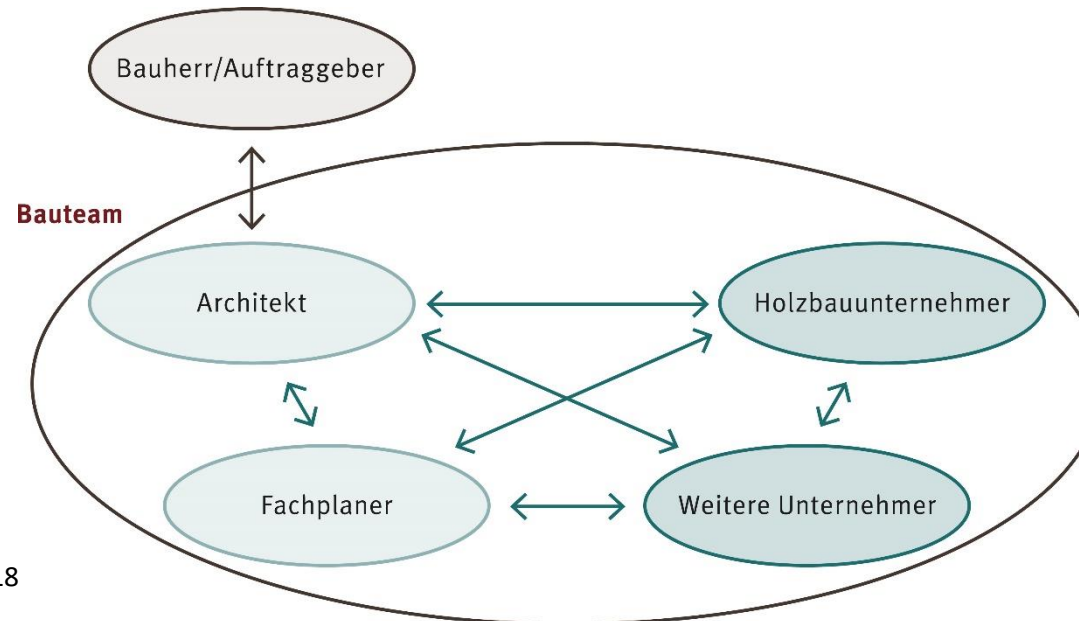 Bauherr/Auftraggeber
Bauteam
Architekt
Holzbauunternehmer
Fachplaner
Weitere Unternehmer